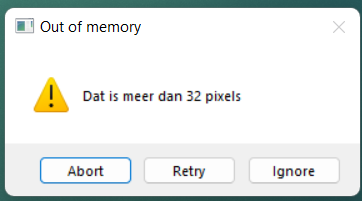 Out of memory
Dat is meer dan 32 pixels
Abort
Retry
Ignore